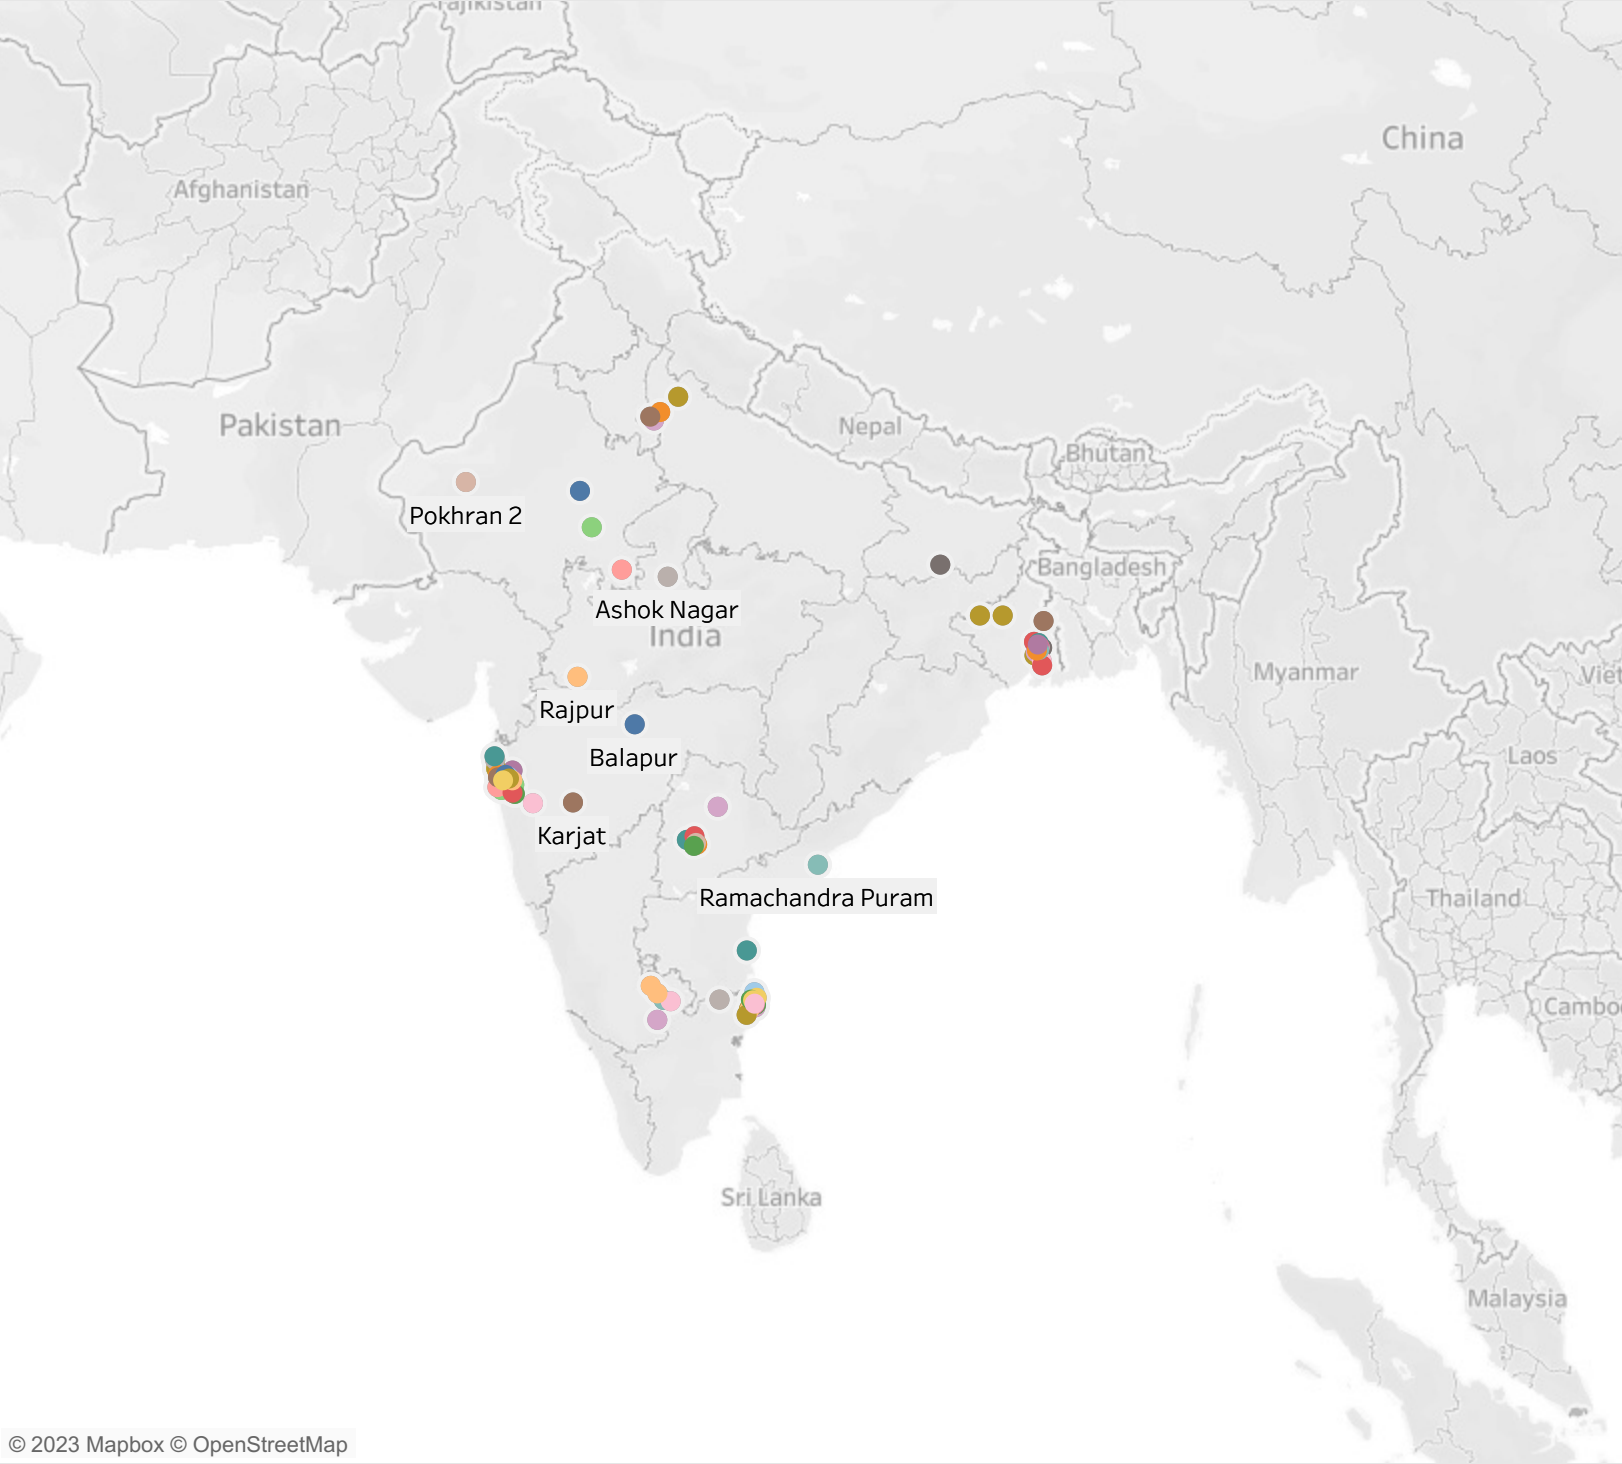 Tajikistan
China
Afghanistan
Pakistan
Nepal
Bhutan
Pokhran 2
Bangladesh
Ashok Nagar
India
Myanmar
Viet
Rajpur
Laos
Balapur
Karjat
Ramachandra Puram
Thailand
Cambo
Sri Lanka
Malaysia
© 2023 Mapbox © OpenStreetMap